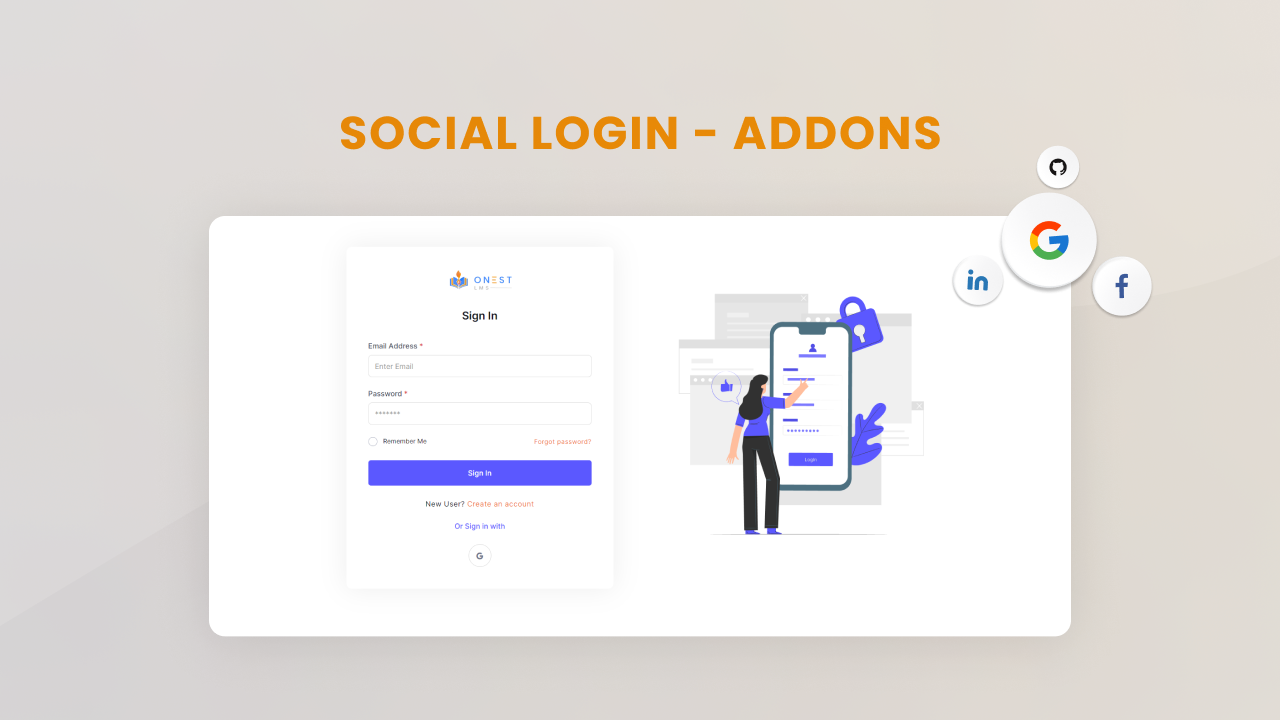 SOCIAL LOGIN - ADDONS
ONEST
LMS
Sign In
Email Address *
Enter Email
Password *
*******
Remember Me
Forgot password?
Sign In
New User? Create an account
Or Sign in with
G
in
f
Login